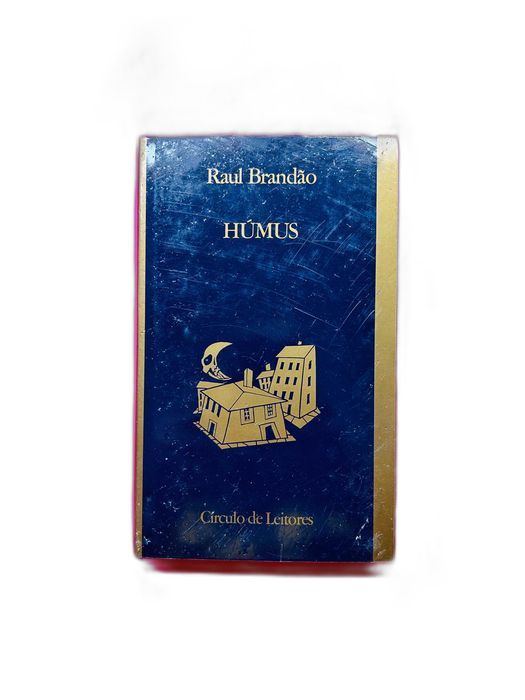 Raul Brandão
HÚMUS
Círculo de Leitores